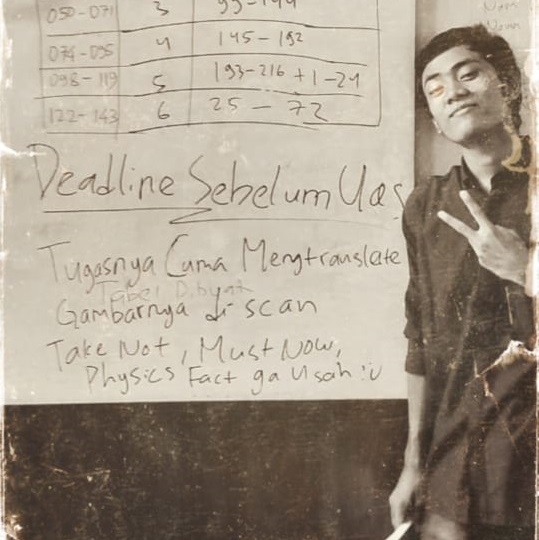 050-071 3 93-144
074-095 4 145-192
098-119 5 193-216 + 1-24
122-143 6 25-72
Deadline Sebelum Uas
Tugasnya Cuma Mengtranslate
Tabel Dibuat
Gambarnya di scan
Take Not, Must Now,
Physics Fact ga Usah :v